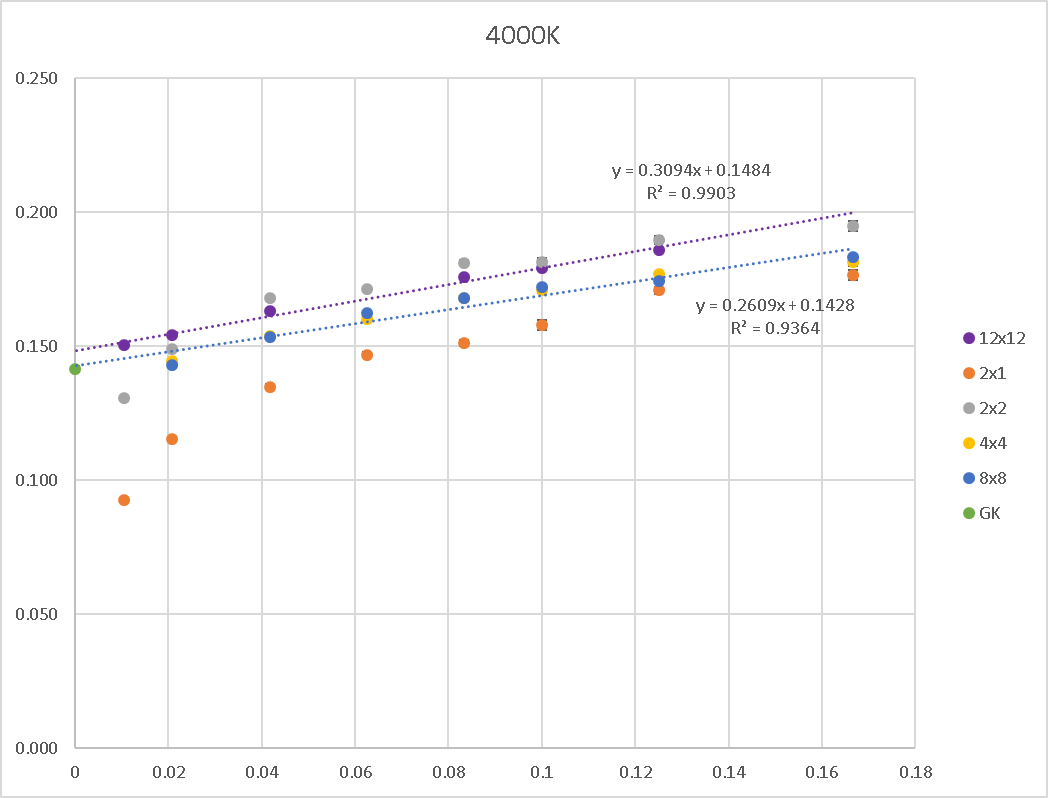 4000K
0.250
0.200
0.150
0.100
0.050
0.000
y = 0.3094x + 0.1484
R² = 0.9903
y = 0.2609x + 0.1428
R² = 0.9364
0 0.02 0.04 0.06 0.08 0.1 0.12 0.14 0.16 0.18
12x12
2x1
2x2
4x4
8x8
GK